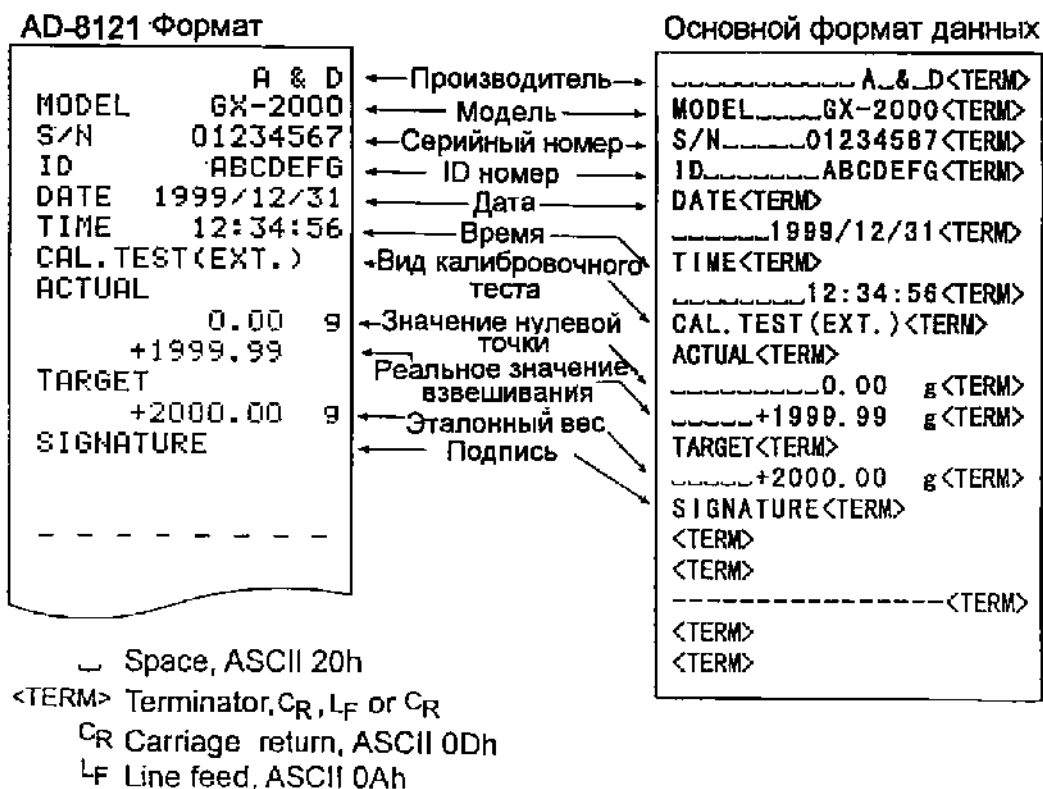 AD-8121 Формат
A & D
MODEL GX-2000
S/N 01234567
ID ABCDEFG
DATE 1999/12/31
TIME 12:34:56
CAL.TEST(EXT.)
ACTUAL
0.00 g
+1999.99
TARGET
+2000.00 g
SIGNATURE
- - - - - - - - -
Производитель
Модель
Серийный номер
ID номер
Дата
Время
Вид калибровочного
теста
Значение нулевой
точки
Реальное значение
взвешивания
Эталонный вес
Подпись
Основной формат данных
␣␣␣␣␣␣␣␣␣␣␣␣␣A␣&␣D<TERM>
MODEL␣␣␣␣␣GX-2000<TERM>
S/N␣␣␣␣␣␣01234567<TERM>
ID␣␣␣␣␣␣␣␣ABCDEFG<TERM>
DATE<TERM>
␣␣␣␣␣␣␣1999/12/31<TERM>
TIME<TERM>
␣␣␣␣␣␣␣␣␣12:34:56<TERM>
CAL.TEST(EXT.)<TERM>
ACTUAL<TERM>
␣␣␣␣␣␣␣␣␣␣0.00 g<TERM>
␣␣␣␣␣␣+1999.99 g<TERM>
TARGET<TERM>
␣␣␣␣␣␣+2000.00 g<TERM>
SIGNATURE<TERM>
<TERM>
<TERM>
----------------<TERM>
<TERM>
<TERM>
␣ Space, ASCII 20h
<TERM> Terminator, CR, LF or CR
CR Carriage return, ASCII 0Dh
LF Line feed, ASCII 0Ah